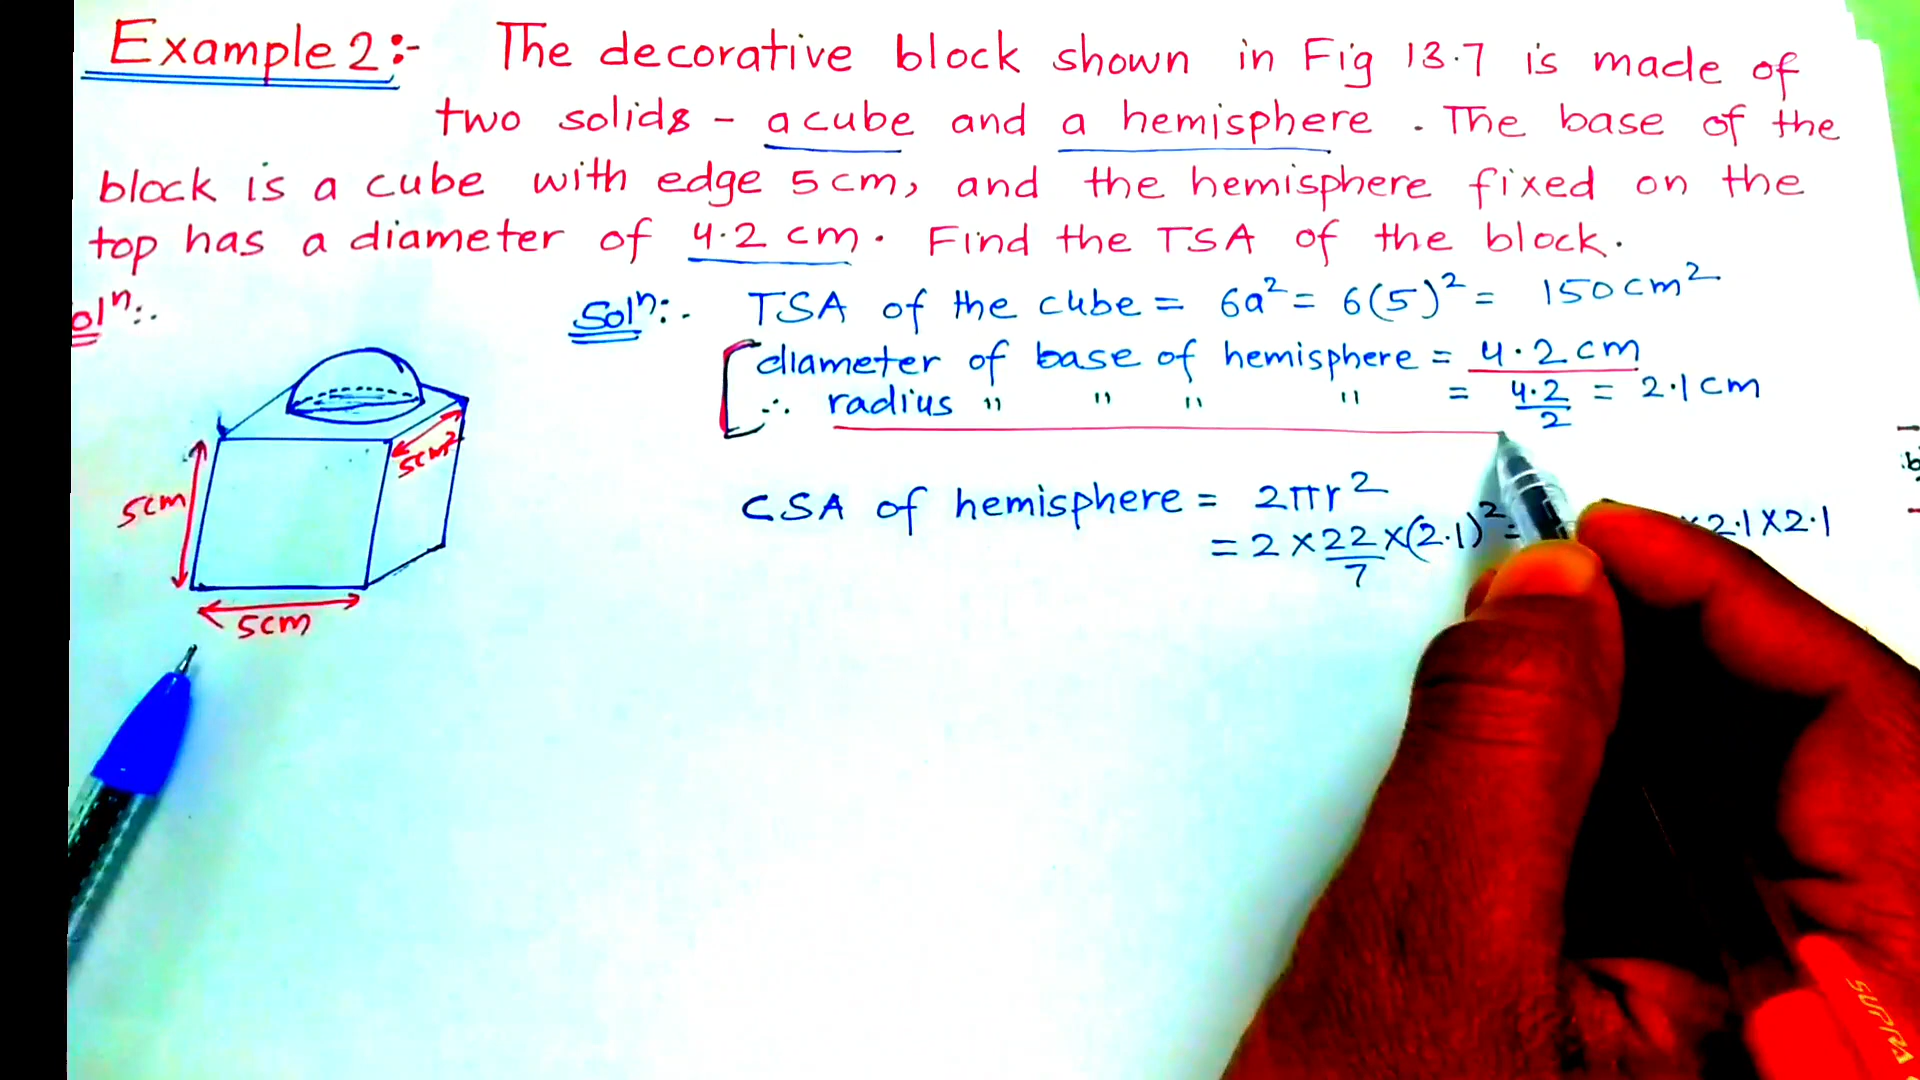 Example 2:- The decorative block shown in Fig 13.7 is made of
two solids - a cube and a hemisphere. The base of the
block is a cube with edge 5cm, and the hemisphere fixed on the
top has a diameter of 4.2 cm. Find the TSA of the block.
olⁿ:.
Solⁿ:- TSA of the cube = 6a² = 6(5)² = 150cm²
diameter of base of hemisphere = 4.2cm
∴ radius " " " " = 4.2/2 = 2.1cm
CSA of hemisphere = 2πr²
= 2 × 22/7 × (2.1)² = ×2.1×2.1
5cm
5cm²
5cm
SUPRA